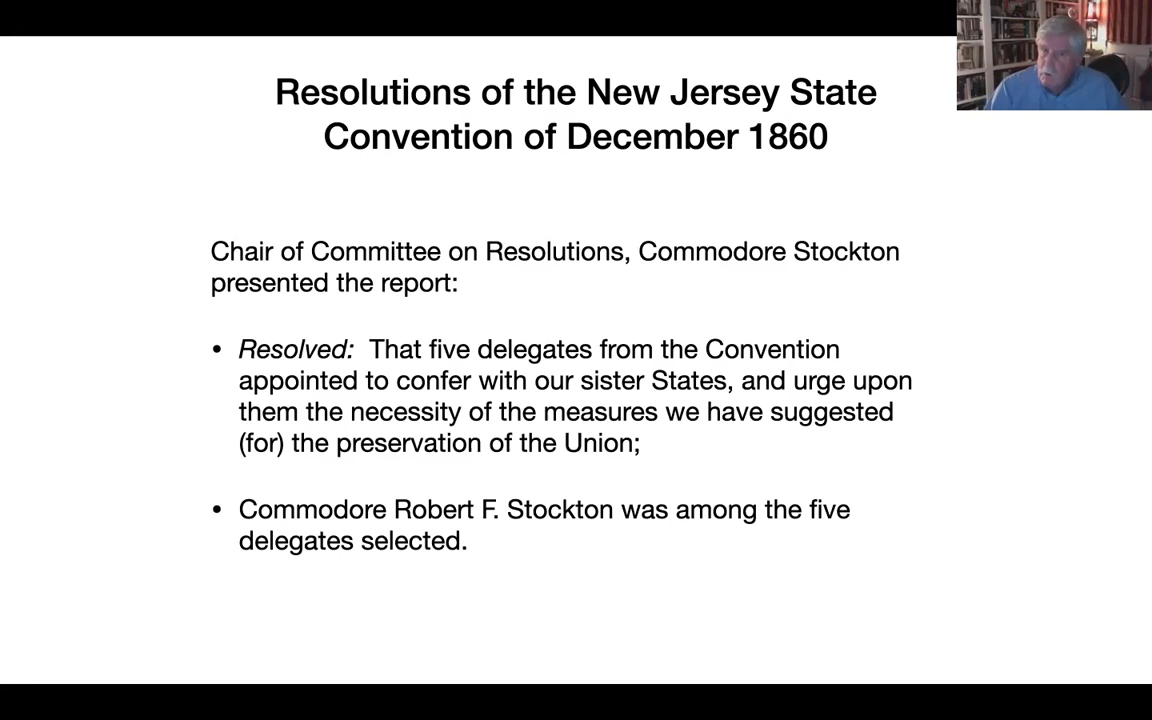 Resolutions of the New Jersey State
Convention of December 1860
Chair of Committee on Resolutions, Commodore Stockton
presented the report:
• Resolved:  That five delegates from the Convention
appointed to confer with our sister States, and urge upon
them the necessity of the measures we have suggested
(for) the preservation of the Union;
• Commodore Robert F. Stockton was among the five
delegates selected.